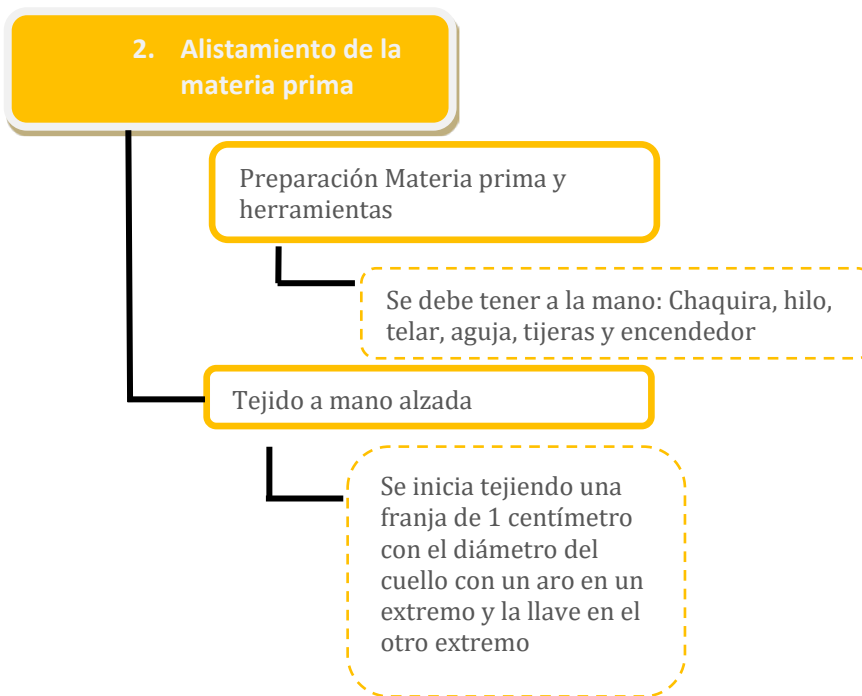 2. Alistamiento de la
materia prima
Preparación Materia prima y
herramientas
Se debe tener a la mano: Chaquira, hilo,
telar, aguja, tijeras y encendedor
Tejido a mano alzada
Se inicia tejiendo una
franja de 1 centímetro
con el diámetro del
cuello con un aro en un
extremo y la llave en el
otro extremo